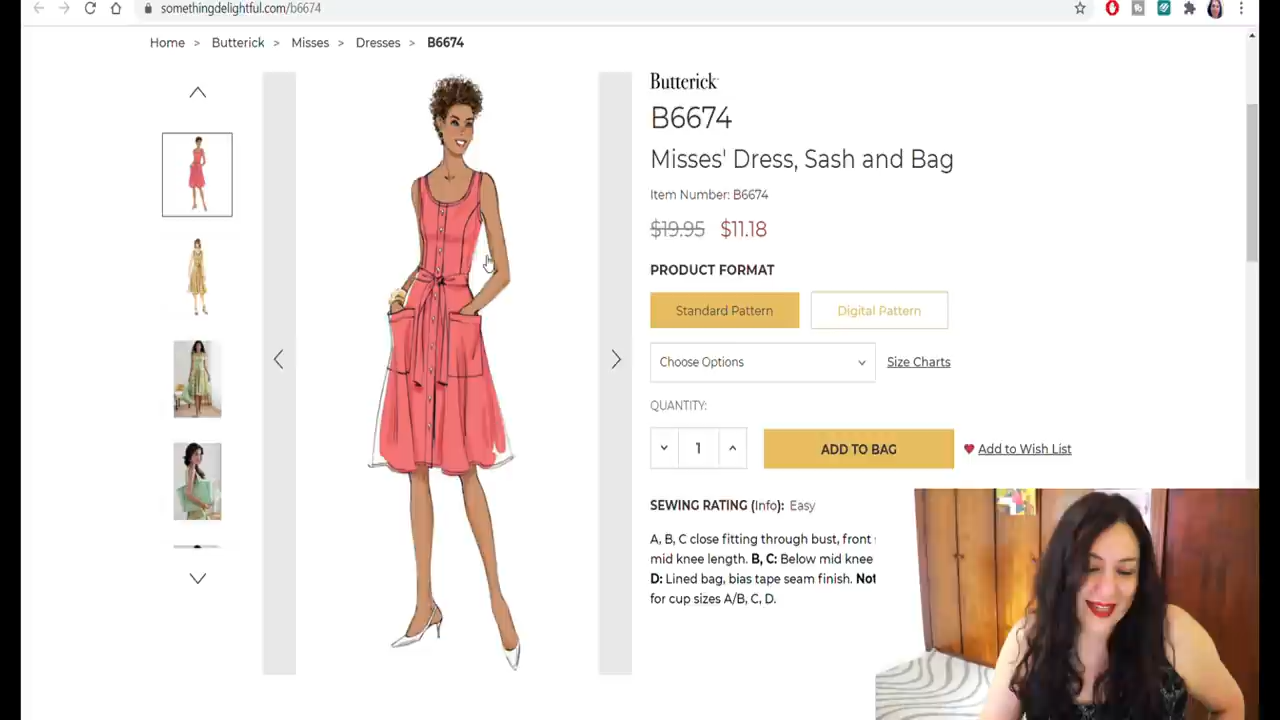 somethingdelightful.com/b6674
Home > Butterick > Misses > Dresses > B6674
Butterick
B6674
Misses' Dress, Sash and Bag
Item Number: B6674
$19.95 $11.18
PRODUCT FORMAT
Standard Pattern Digital Pattern
Choose Options Size Charts
QUANTITY:
1 ADD TO BAG Add to Wish List
SEWING RATING (Info): Easy
A, B, C close fitting through bust, front
mid knee length. B, C: Below mid knee
D: Lined bag, bias tape seam finish. Not
for cup sizes A/B, C, D.